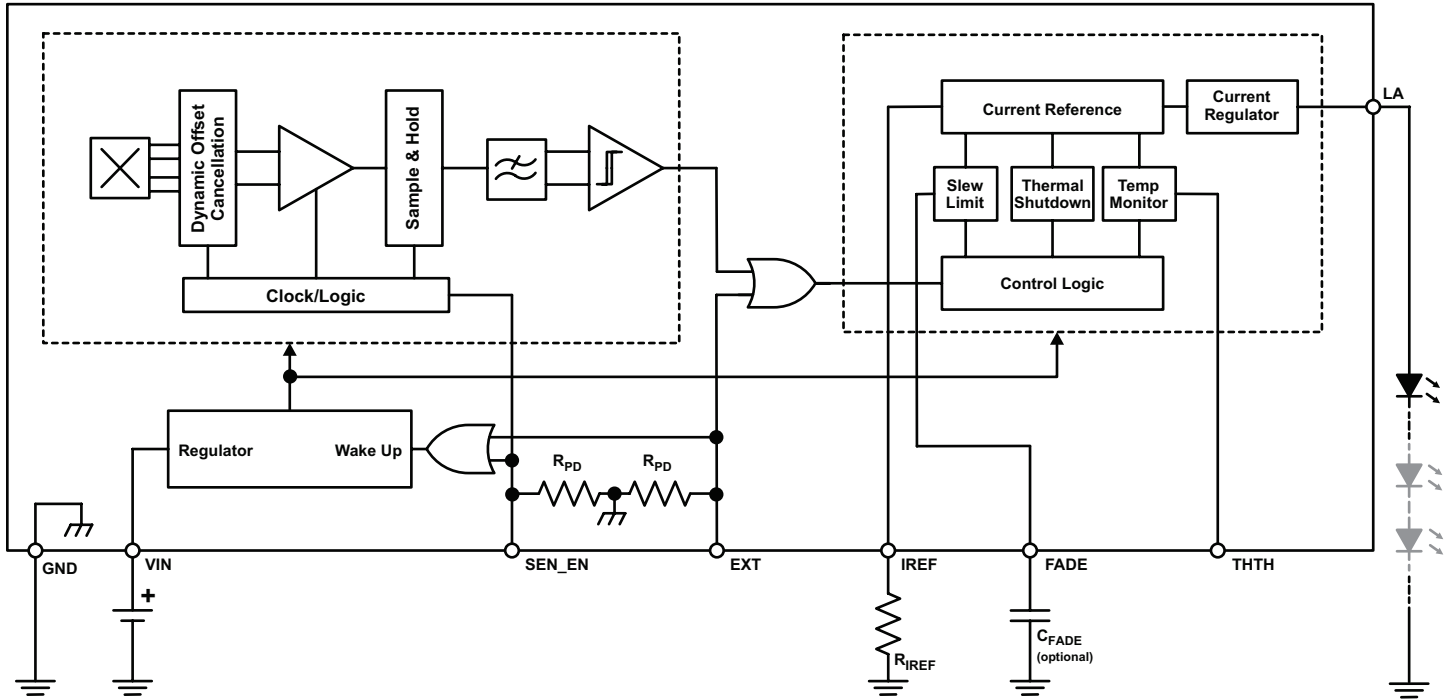 Dynamic Offset
Cancellation
Sample & Hold
Clock/Logic
Current Reference
Current
Regulator
LA
Slew
Limit
Thermal
Shutdown
Temp
Monitor
Control Logic
Regulator
Wake Up
RPD
RPD
GND
VIN
SEN_EN
EXT
IREF
FADE
THTH
+
RIREF
CFADE
(optional)